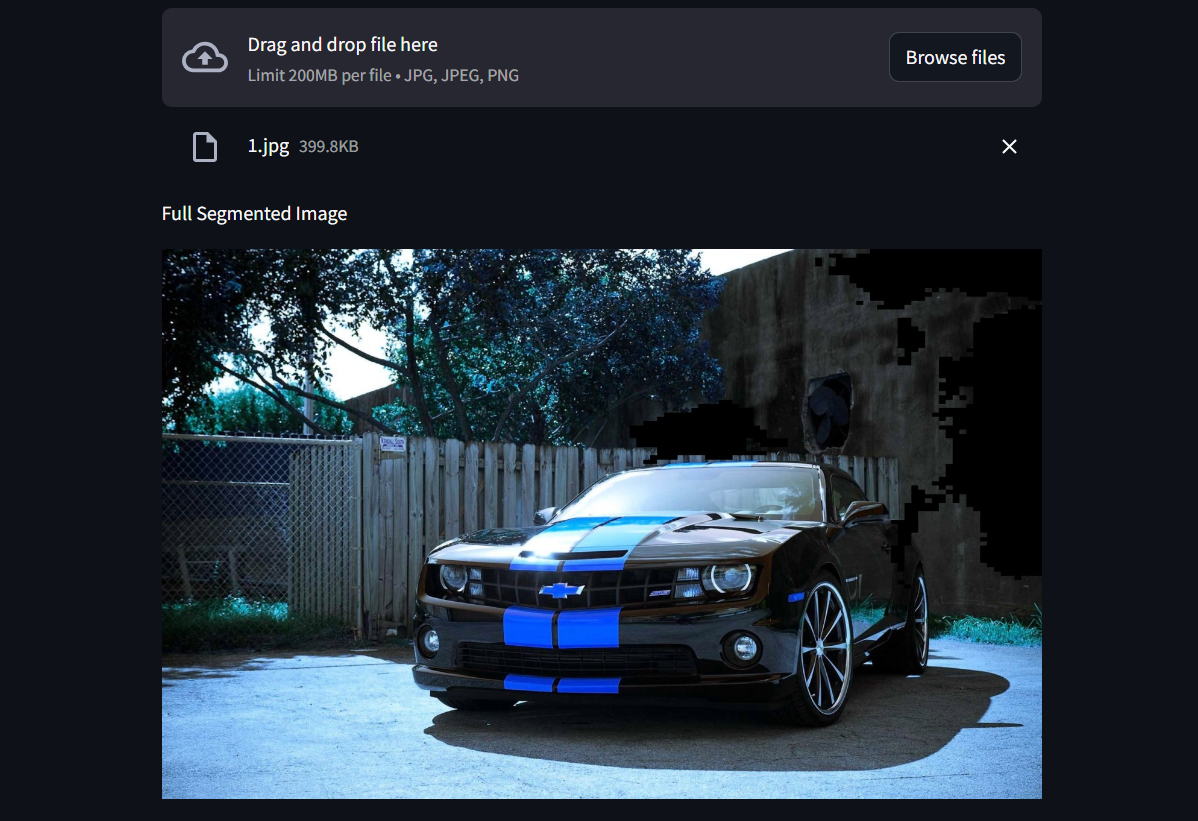 Drag and drop file here
Limit 200MB per file • JPG, JPEG, PNG
Browse files
1.jpg 399.8KB
Full Segmented Image